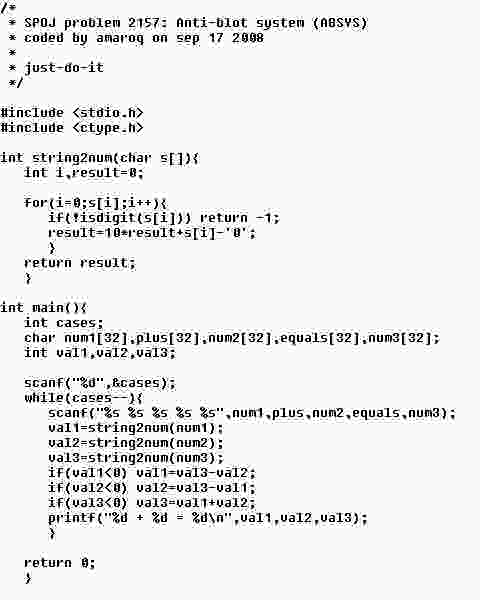 /*
 * SPOJ problem 2157: Anti-blot system (ABSYS)
 * coded by amaroq on sep 17 2008
 *
 * just-do-it
 */

#include <stdio.h>
#include <ctype.h>

int string2num(char s[]){
   int i,result=0;

   for(i=0;s[i];i++){
      if(!isdigit(s[i])) return -1;
      result=10*result+s[i]-'0';
      }
   return result;
   }

int main(){
   int cases;
   char num1[32],plus[32],num2[32],equals[32],num3[32];
   int val1,val2,val3;

   scanf("%d",&cases);
   while(cases--){
      scanf("%s %s %s %s %s",num1,plus,num2,equals,num3);
      val1=string2num(num1);
      val2=string2num(num2);
      val3=string2num(num3);
      if(val1<0) val1=val3-val2;
      if(val2<0) val2=val3-val1;
      if(val3<0) val3=val1+val2;
      printf("%d + %d = %d\n",val1,val2,val3);
      }

   return 0;
   }